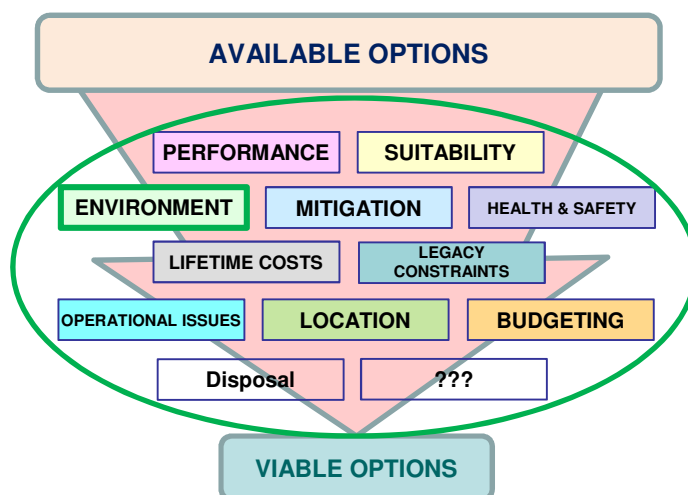 AVAILABLE OPTIONS
PERFORMANCE
SUITABILITY
ENVIRONMENT
MITIGATION
HEALTH & SAFETY
LIFETIME COSTS
LEGACY
CONSTRAINTS
OPERATIONAL ISSUES
LOCATION
BUDGETING
Disposal
???
VIABLE OPTIONS